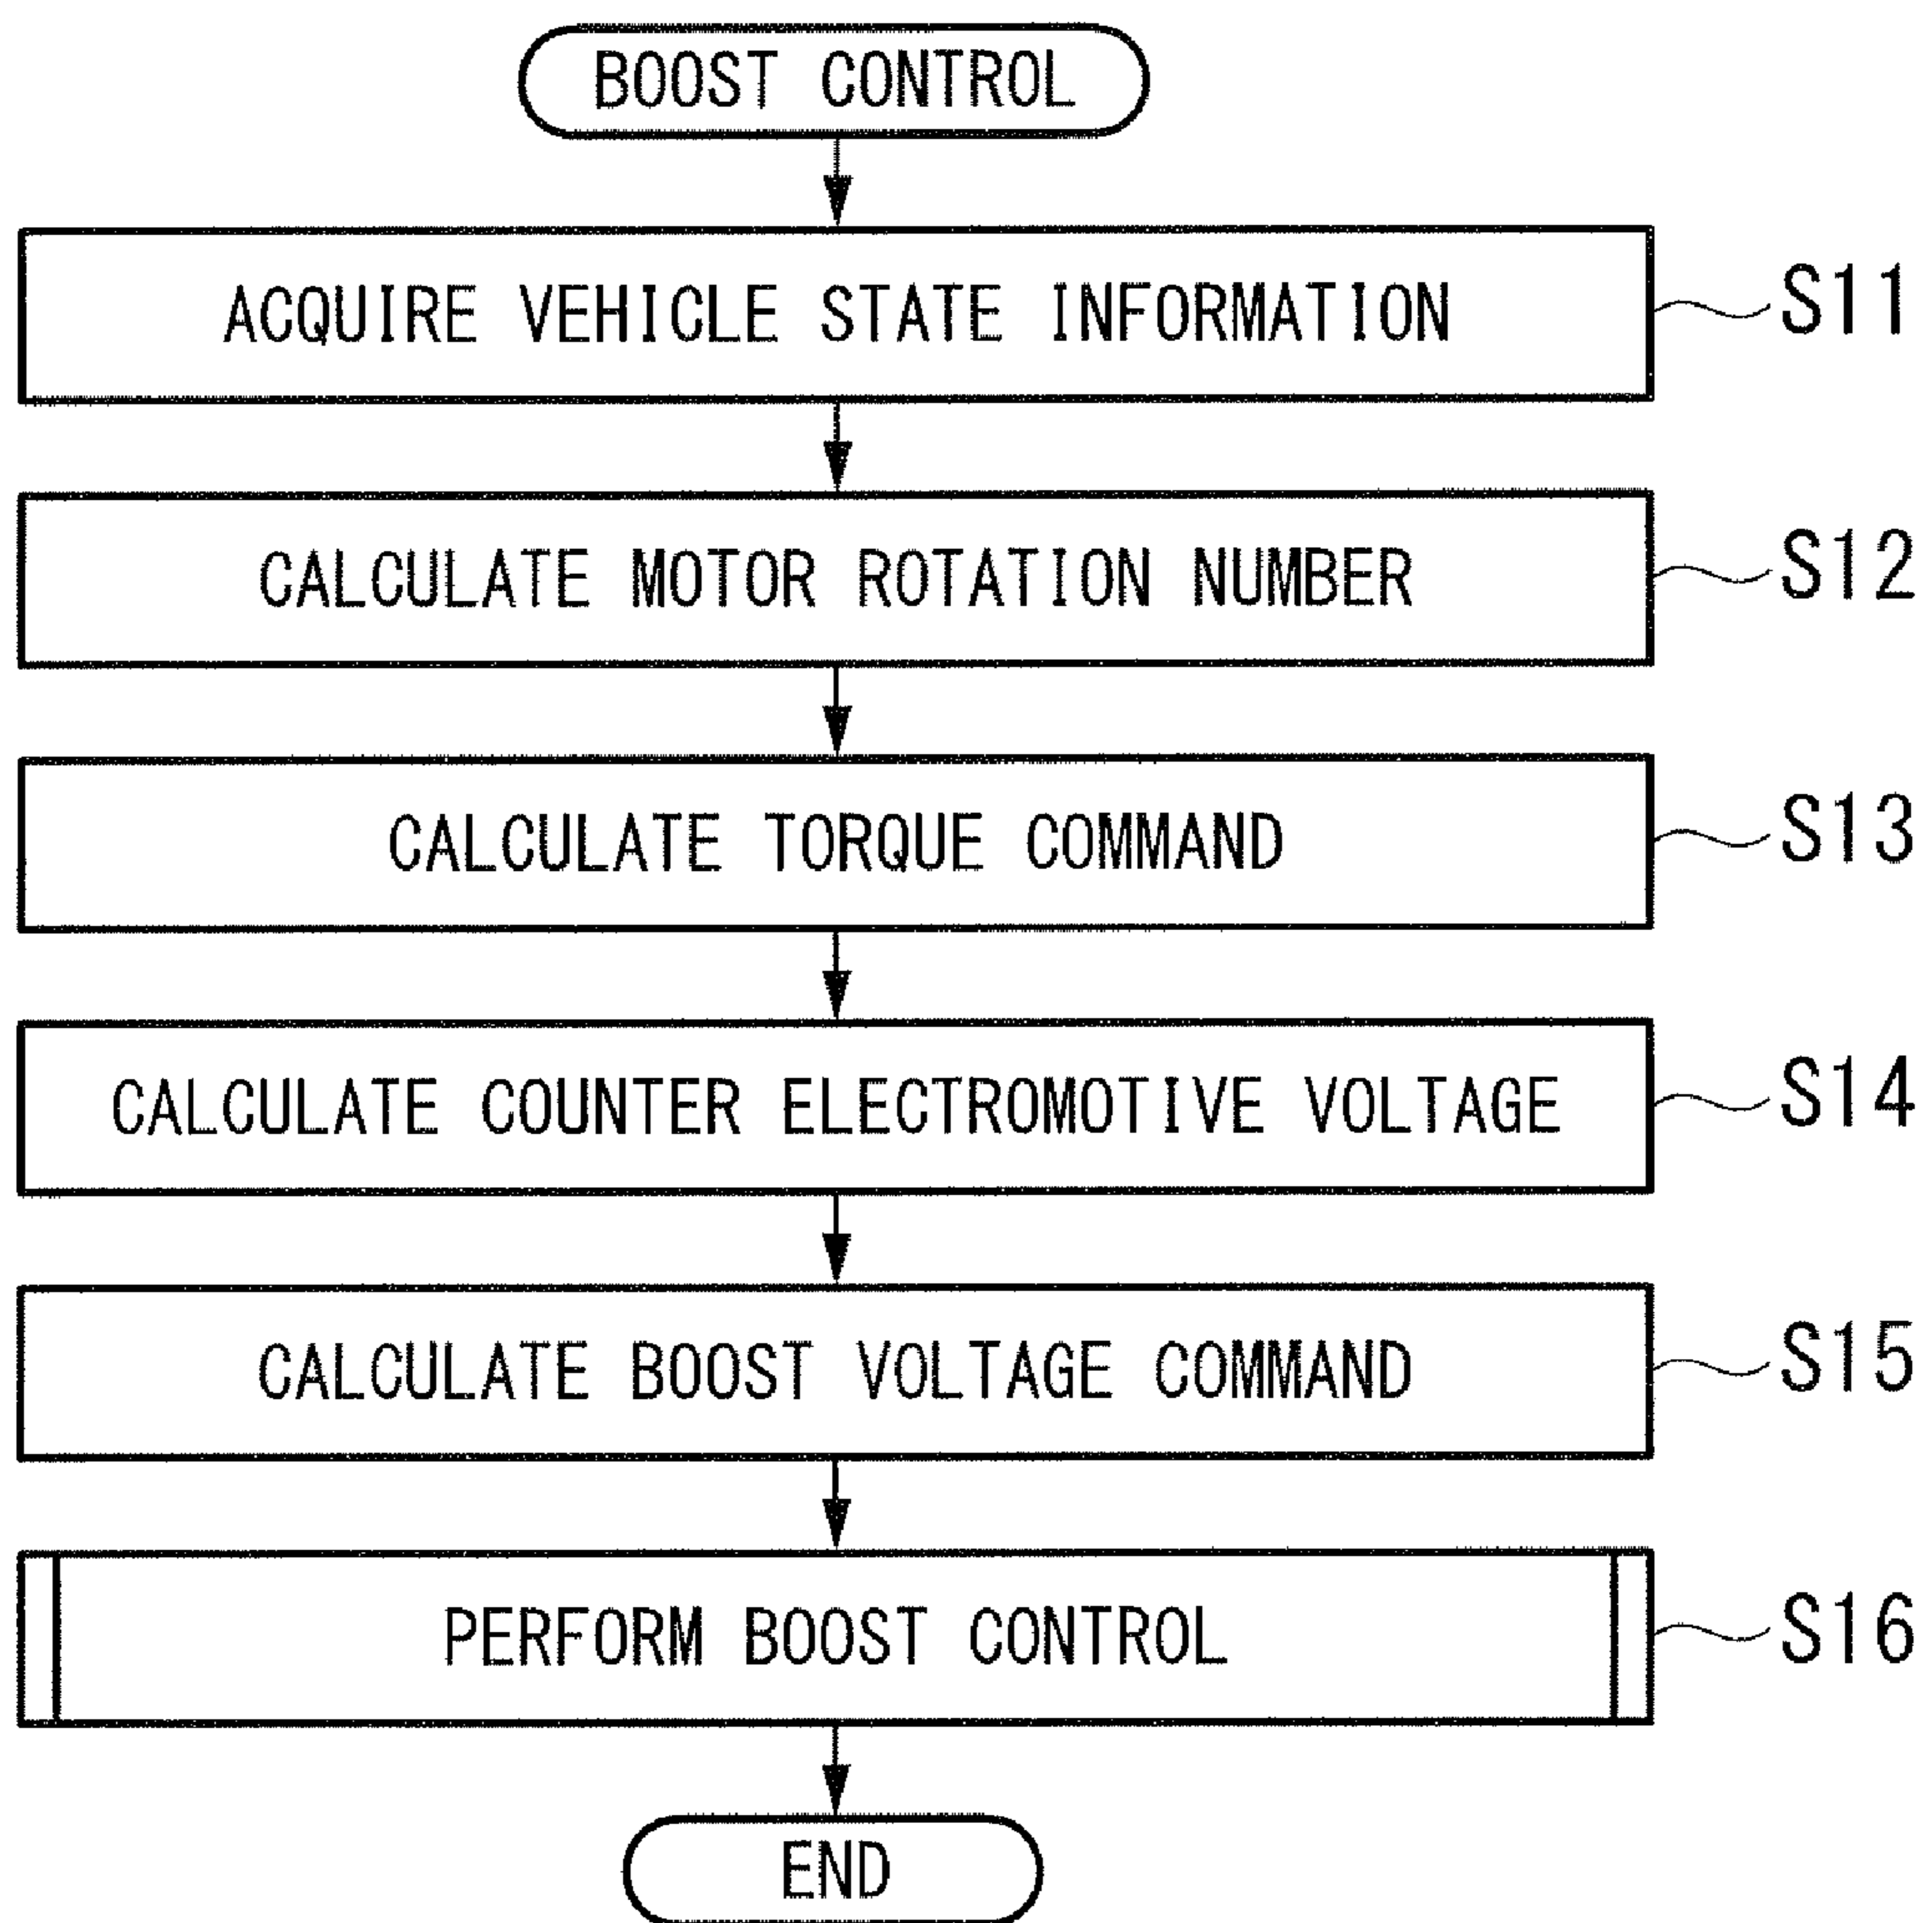 BOOST CONTROL
ACQUIRE VEHICLE STATE INFORMATION S11
CALCULATE MOTOR ROTATION NUMBER S12
CALCULATE TORQUE COMMAND S13
CALCULATE COUNTER ELECTROMOTIVE VOLTAGE S14
CALCULATE BOOST VOLTAGE COMMAND S15
PERFORM BOOST CONTROL S16
END